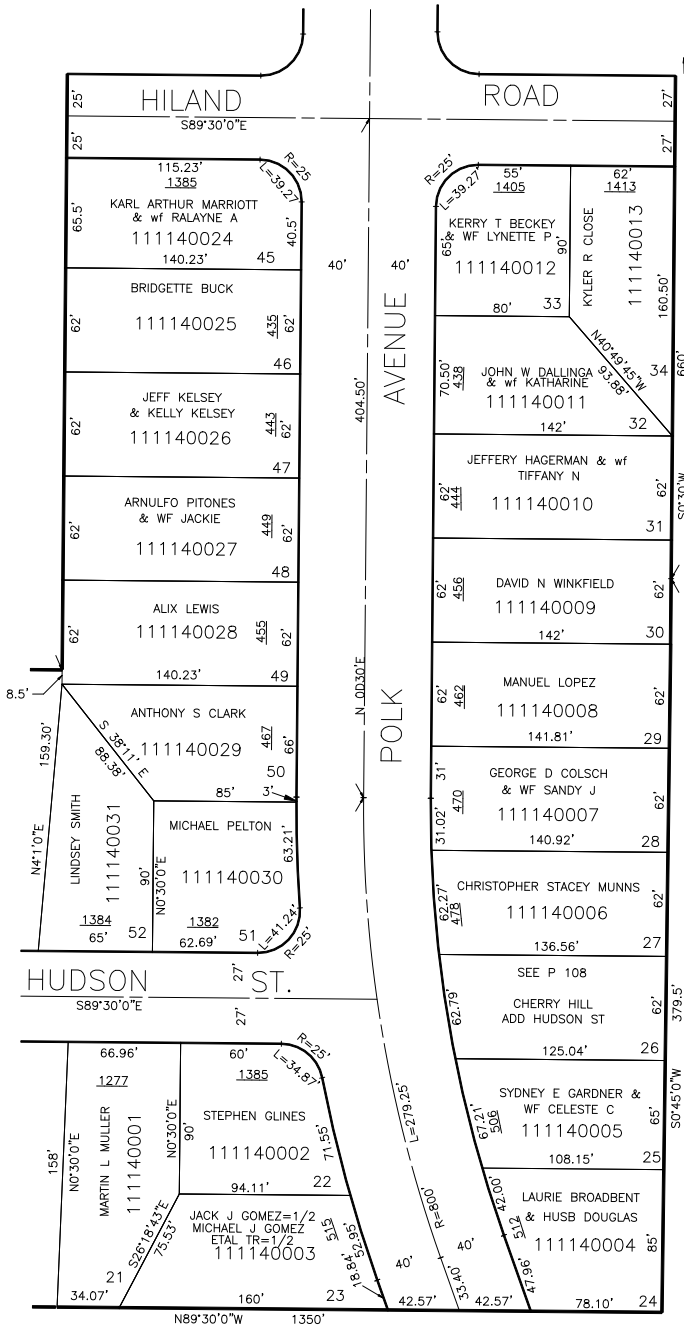 HILAND ROAD
25'
25'
S89°30'0"E
27'
27'
115.23'
1385
R=25
L=39.27'
65.5'
KARL ARTHUR MARRIOTT
& wf RALAYNE A
111140024
40.5'
140.23'
45
BRIDGETTE BUCK
111140025
62'
435
62'
46
JEFF KELSEY
& KELLY KELSEY
111140026
62'
443
62'
47
ARNULFO PITONES
& WF JACKIE
111140027
62'
449
62'
48
ALIX LEWIS
111140028
62'
455
62'
140.23'
49
8.5'
ANTHONY S CLARK
111140029
467
66'
50
S 38°11' E
88.38'
85'
3'
159.30'
N4°1'0"E
LINDSEY SMITH
111140031
90'
N0°30'0"E
1384
65'
52
MICHAEL PELTON
111140030
63.21'
1382
62.69'
51
L=41.24'
R=25'
40'
40'
404.50'
N 0D30'E
POLK AVENUE
R=25'
L=39.27'
55'
1405
62'
1413
KERRY T BECKEY
& WF LYNETTE P
111140012
65'
90'
80'
33
KYLER R CLOSE
111140013
160.50'
34
N40°49'45"W
93.88'
660'
S0°30'W
70.50'
438
JOHN W DALLINGA
& wf KATHARINE
111140011
142'
32
JEFFERY HAGERMAN & wf
TIFFANY N
111140010
62'
444
62'
31
DAVID N WINKFIELD
111140009
62'
456
62'
142'
30
MANUEL LOPEZ
111140008
62'
462
62'
141.81'
29
GEORGE D COLSCH
& WF SANDY J
111140007
31'
31.02'
470
62'
140.92'
28
CHRISTOPHER STACEY MUNNS
111140006
62.27'
478
62'
136.56'
27
SEE P 108
CHERRY HILL
ADD HUDSON ST
62.79'
62'
379.5'
125.04'
26
SYDNEY E GARDNER &
WF CELESTE C
111140005
67.21'
506
65'
S0°45'0"W
108.15'
25
LAURIE BROADBENT
& HUSB DOUGLAS
111140004
42.00'
512
47.96'
85'
78.10'
24
HUDSON ST.
27'
27'
S89°30'0"E
66.96'
1277
MARTIN L MULLER
111140001
158'
N0°30'0"E
N0°30'0"E
90'
S26°18'43"E
75.53'
21
34.07'
60'
1385
R=25'
L=34.87'
STEPHEN GLINES
111140002
71.55'
94.11'
22
JACK J GOMEZ=1/2
MICHAEL J GOMEZ
ETAL TR=1/2
111140003
515
52.95'
18.84'
160'
23
N89°30'0"W
1350'
L=279.25'
R=800'
40'
40'
33.40'
42.57'
42.57'